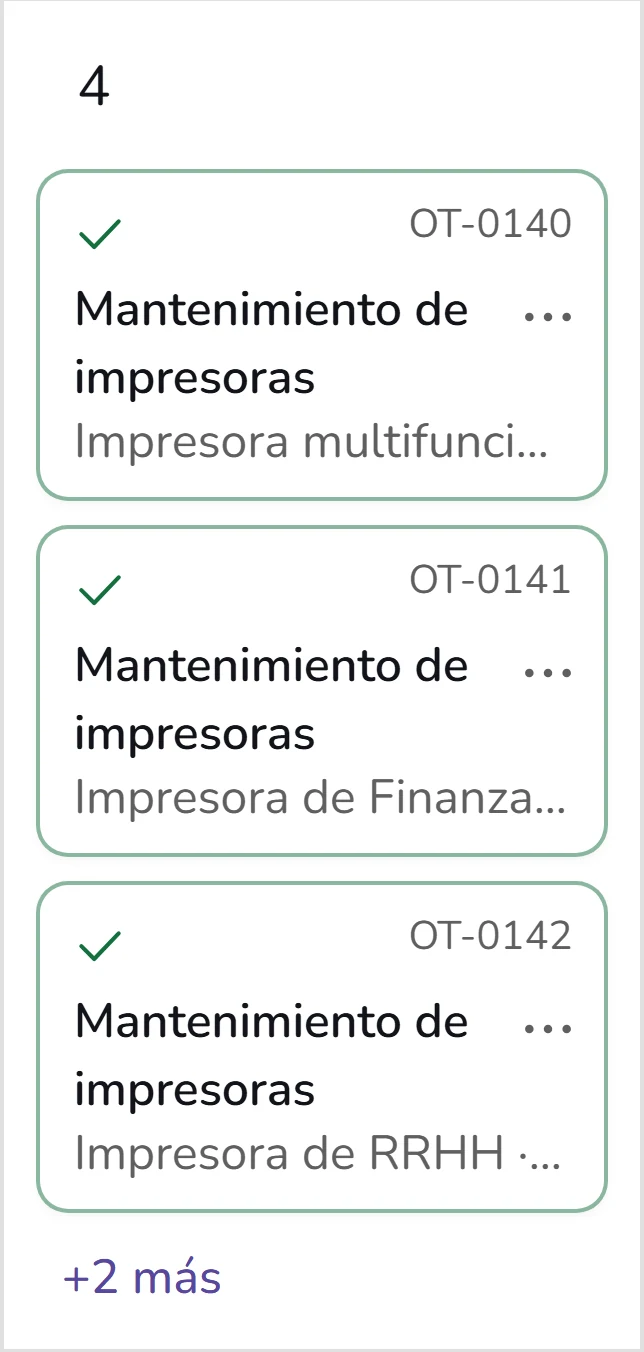 4
OT-0140
Mantenimiento de
impresoras
Impresora multifunci...
OT-0141
Mantenimiento de
impresoras
Impresora de Finanza...
OT-0142
Mantenimiento de
impresoras
Impresora de RRHH ·...
+2 más